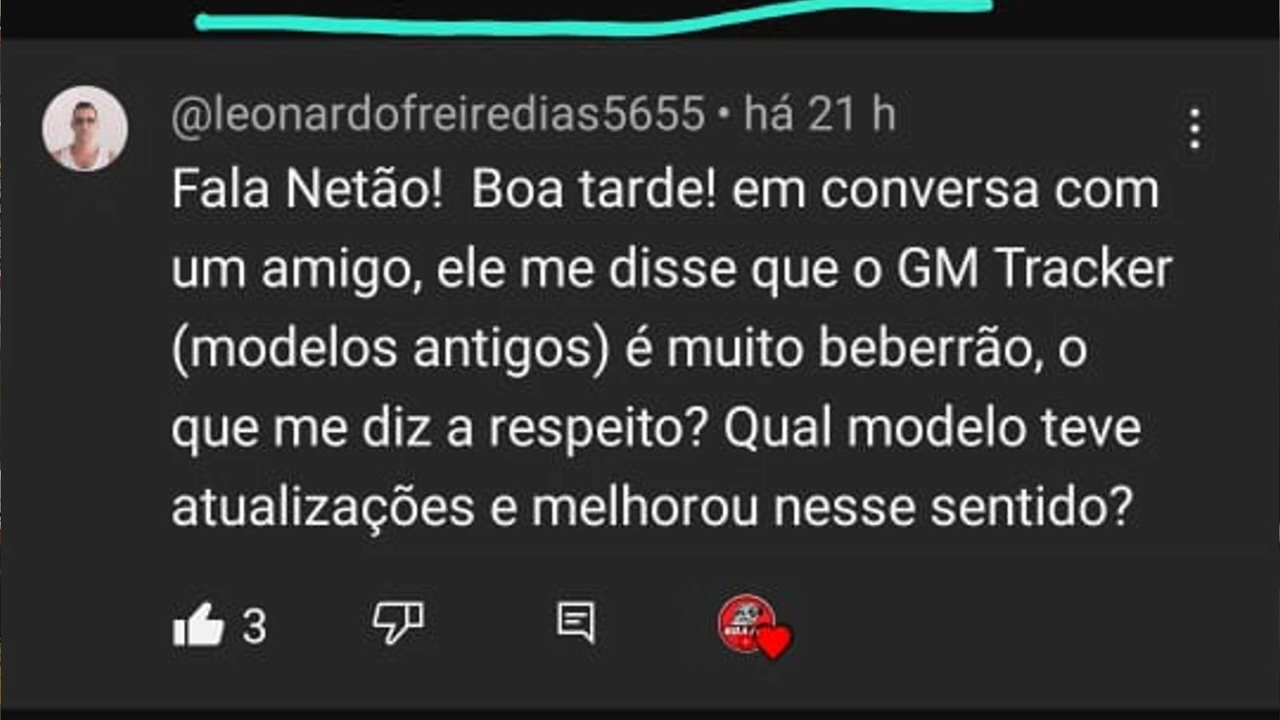 @leonardofreiredias5655 • há 21 h
Fala Netão! Boa tarde! em conversa com
um amigo, ele me disse que o GM Tracker
(modelos antigos) é muito beberrão, o
que me diz a respeito? Qual modelo teve
atualizações e melhorou nesse sentido?
3